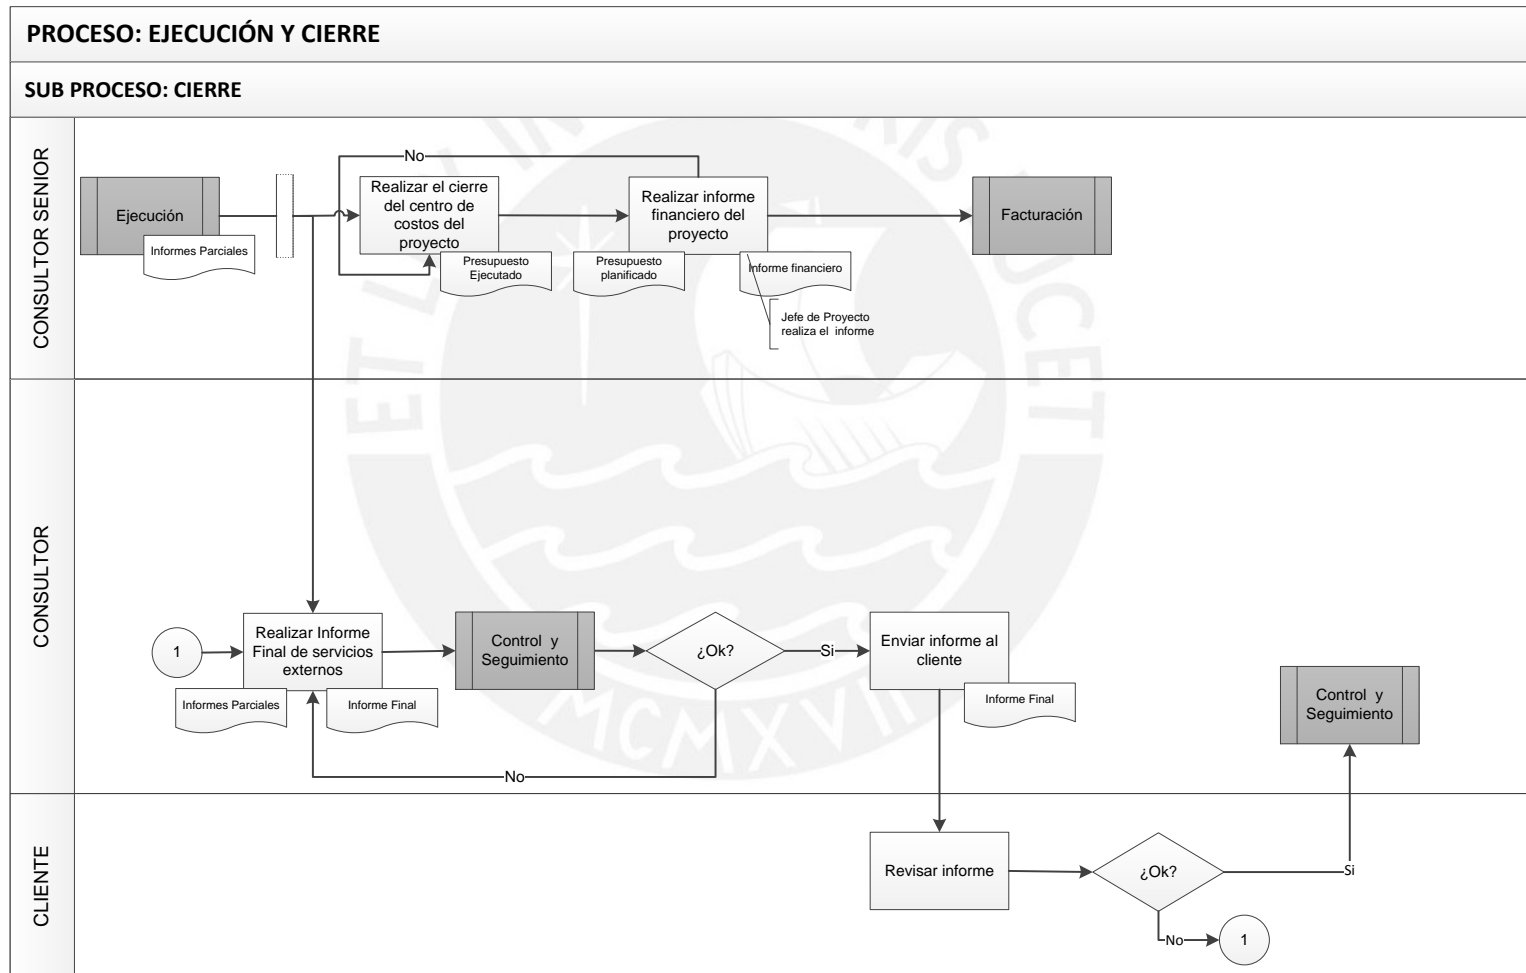 PROCESO: EJECUCIÓN Y CIERRE
SUB PROCESO: CIERRE
CONSULTOR SENIOR
Ejecución
Informes Parciales
No
Realizar el cierre
del centro de
costos del
proyecto
Presupuesto
Ejecutado
Realizar informe
financiero del
proyecto
Presupuesto
planificado
Informe financiero
Jefe de Proyecto
realiza el informe
Facturación
CONSULTOR
1
Realizar Informe
Final de servicios
externos
Informes Parciales
Informe Final
Control y
Seguimiento
¿Ok?
Si
No
Enviar informe al
cliente
Informe Final
Control y
Seguimiento
CLIENTE
Revisar informe
¿Ok?
Si
No
1
MCMXVII